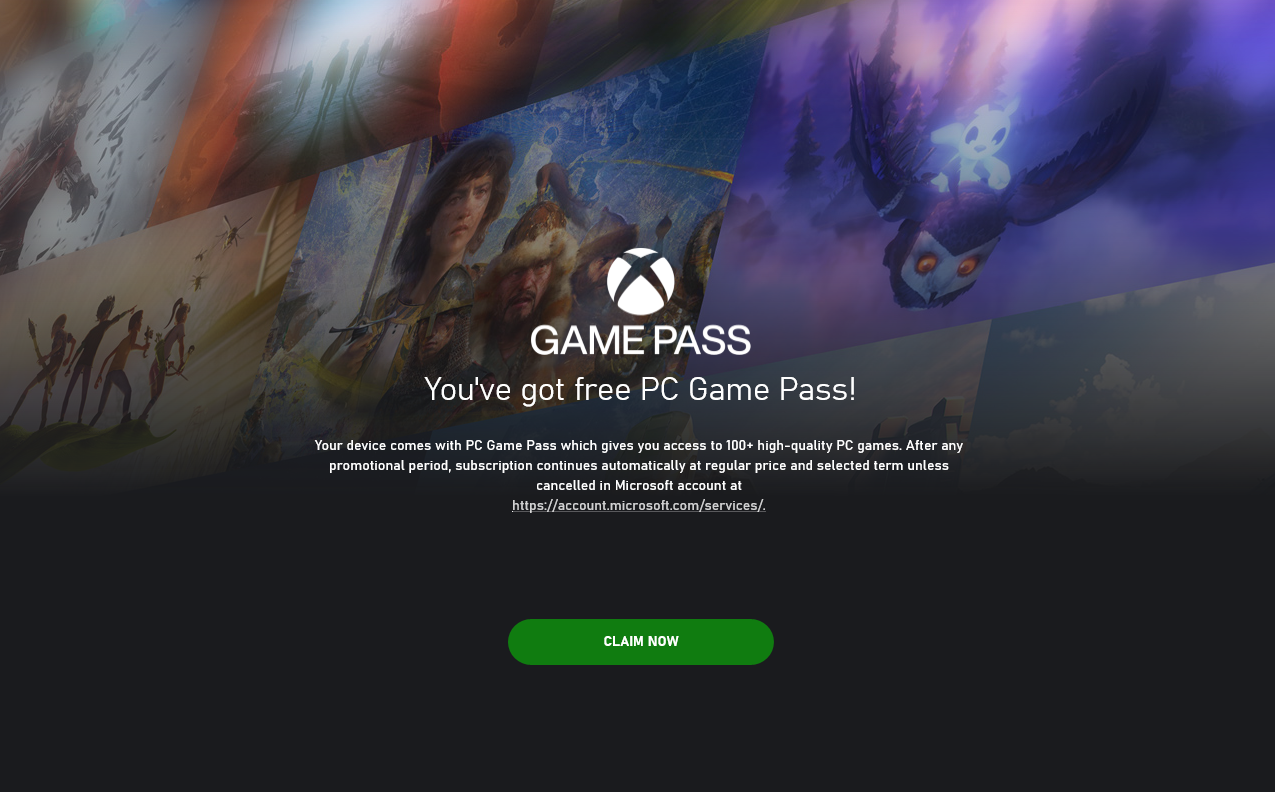 GAME PASS
You've got free PC Game Pass!
Your device comes with PC Game Pass which gives you access to 100+ high-quality PC games. After any
promotional period, subscription continues automatically at regular price and selected term unless
cancelled in Microsoft account at
https://account.microsoft.com/services/.
CLAIM NOW